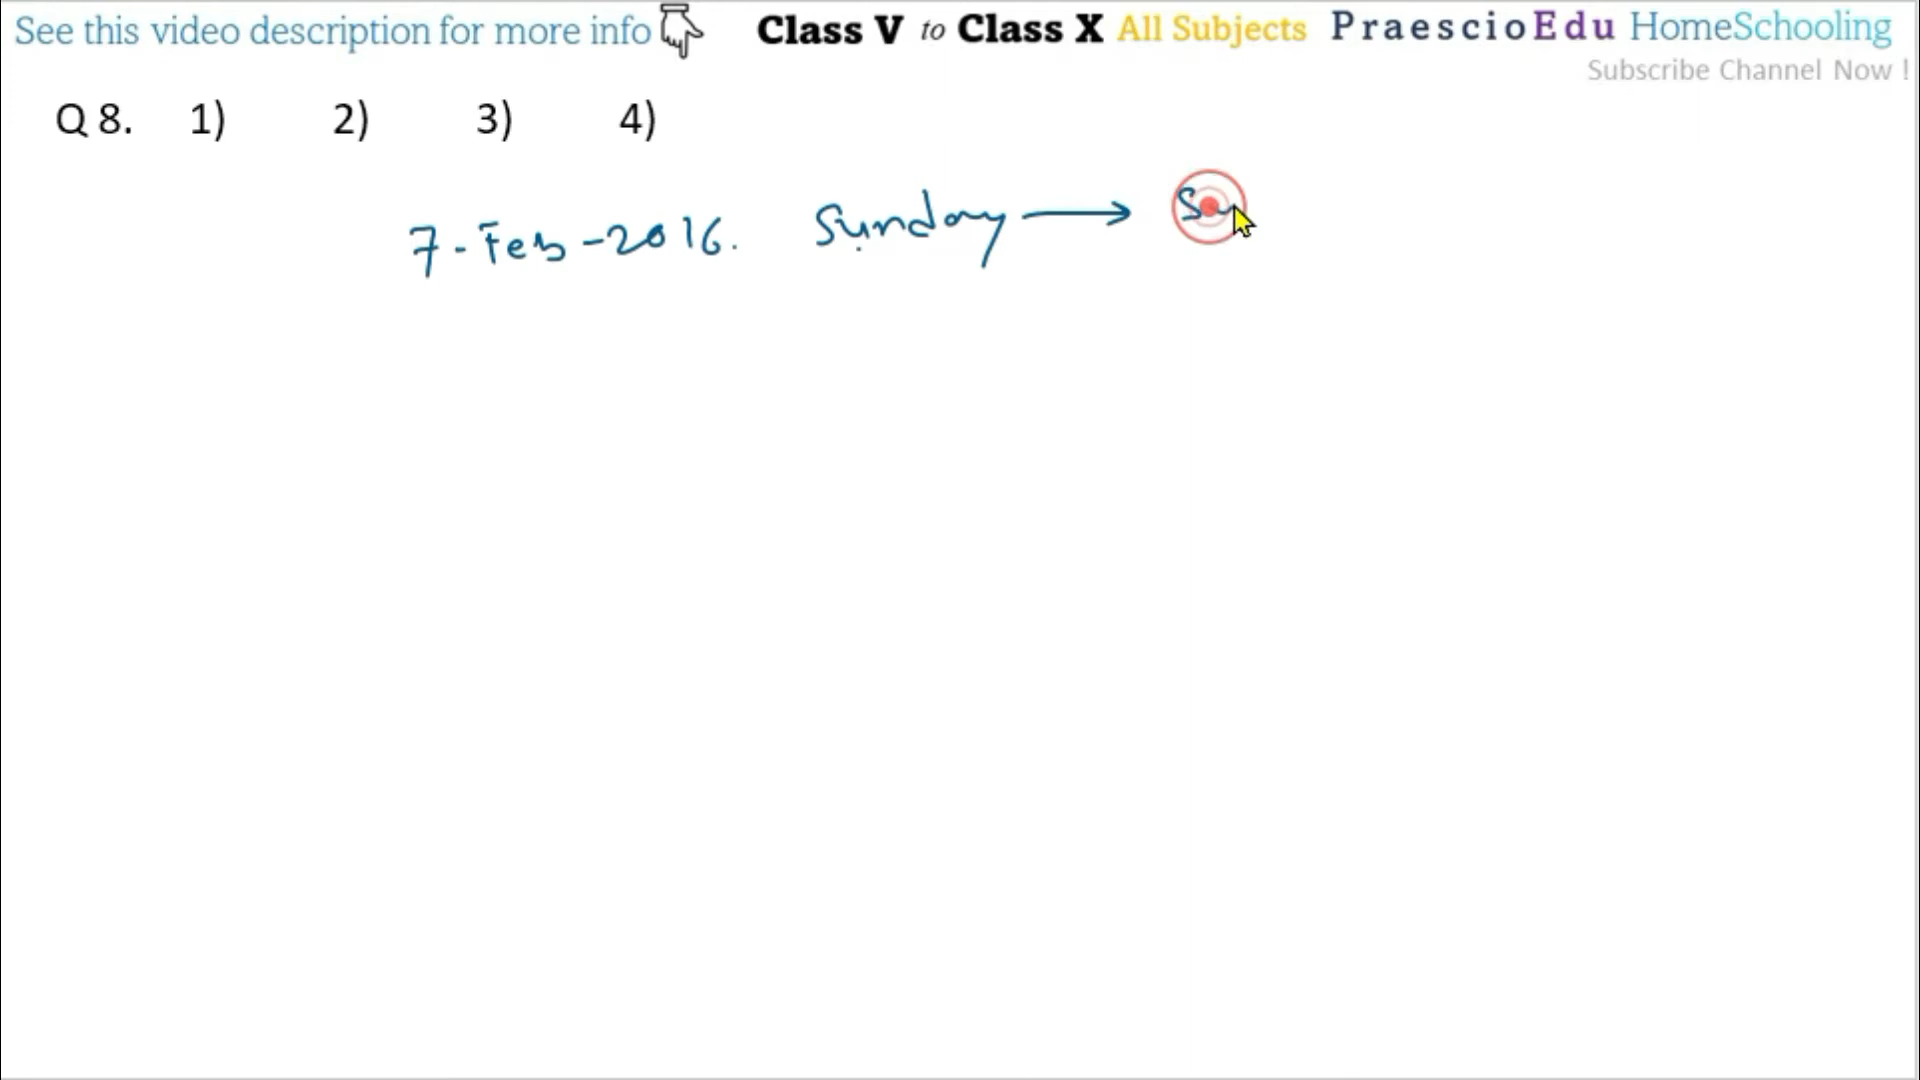 See this video description for more info Class V to Class X All Subjects PraescioEdu HomeSchooling
Subscribe Channel Now !
Q 8. 1) 2) 3) 4)
7-Feb-2016. Sunday → Su